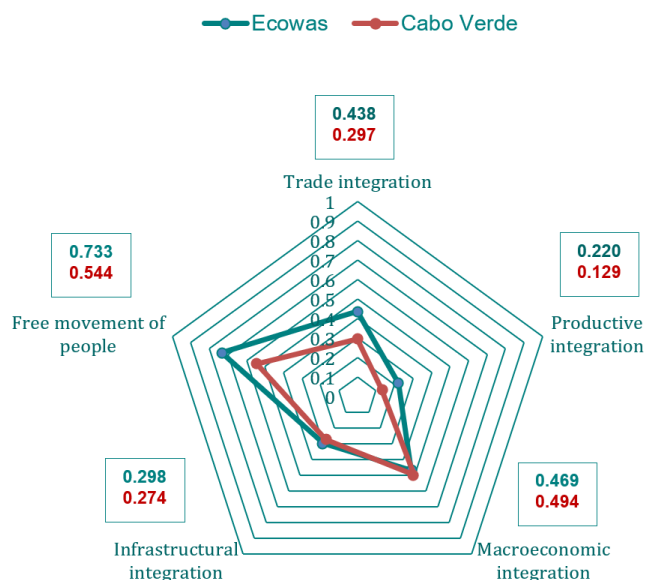 Ecowas Cabo Verde
0.438
0.297
Trade integration
1
0.9
0.8
0.7
0.6
0.5
0.4
0.3
0.2
0.1
0
0.733
0.544
Free movement of
people
0.220
0.129
Productive
integration
0.298
0.274
Infrastructural
integration
0.469
0.494
Macroeconomic
integration